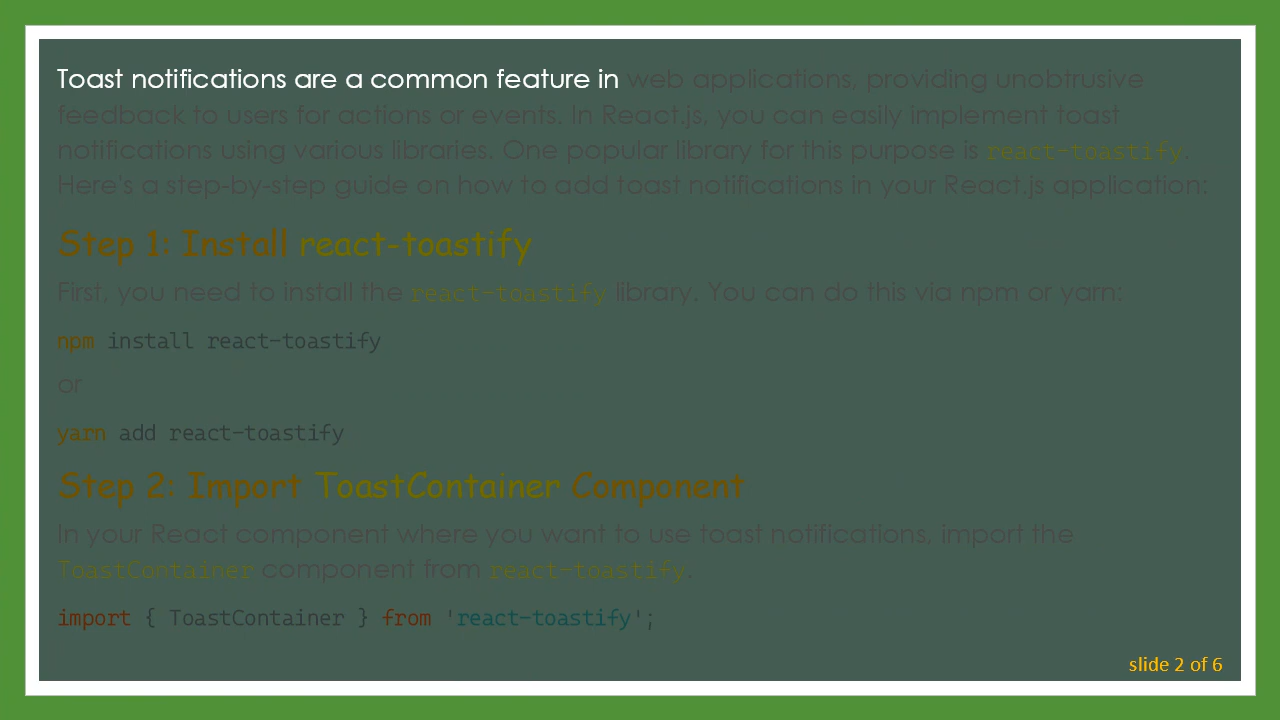 Toast notifications are a common feature in web applications, providing unobtrusive
feedback to users for actions or events. In React.js, you can easily implement toast
notifications using various libraries. One popular library for this purpose is react-toastify.
Here's a step-by-step guide on how to add toast notifications in your React.js application:
Step 1: Install react-toastify
First, you need to install the react-toastify library. You can do this via npm or yarn:
npm install react-toastify
or
yarn add react-toastify
Step 2: Import ToastContainer Component
In your React component where you want to use toast notifications, import the
ToastContainer component from react-toastify.
import { ToastContainer } from 'react-toastify';
slide 2 of 6